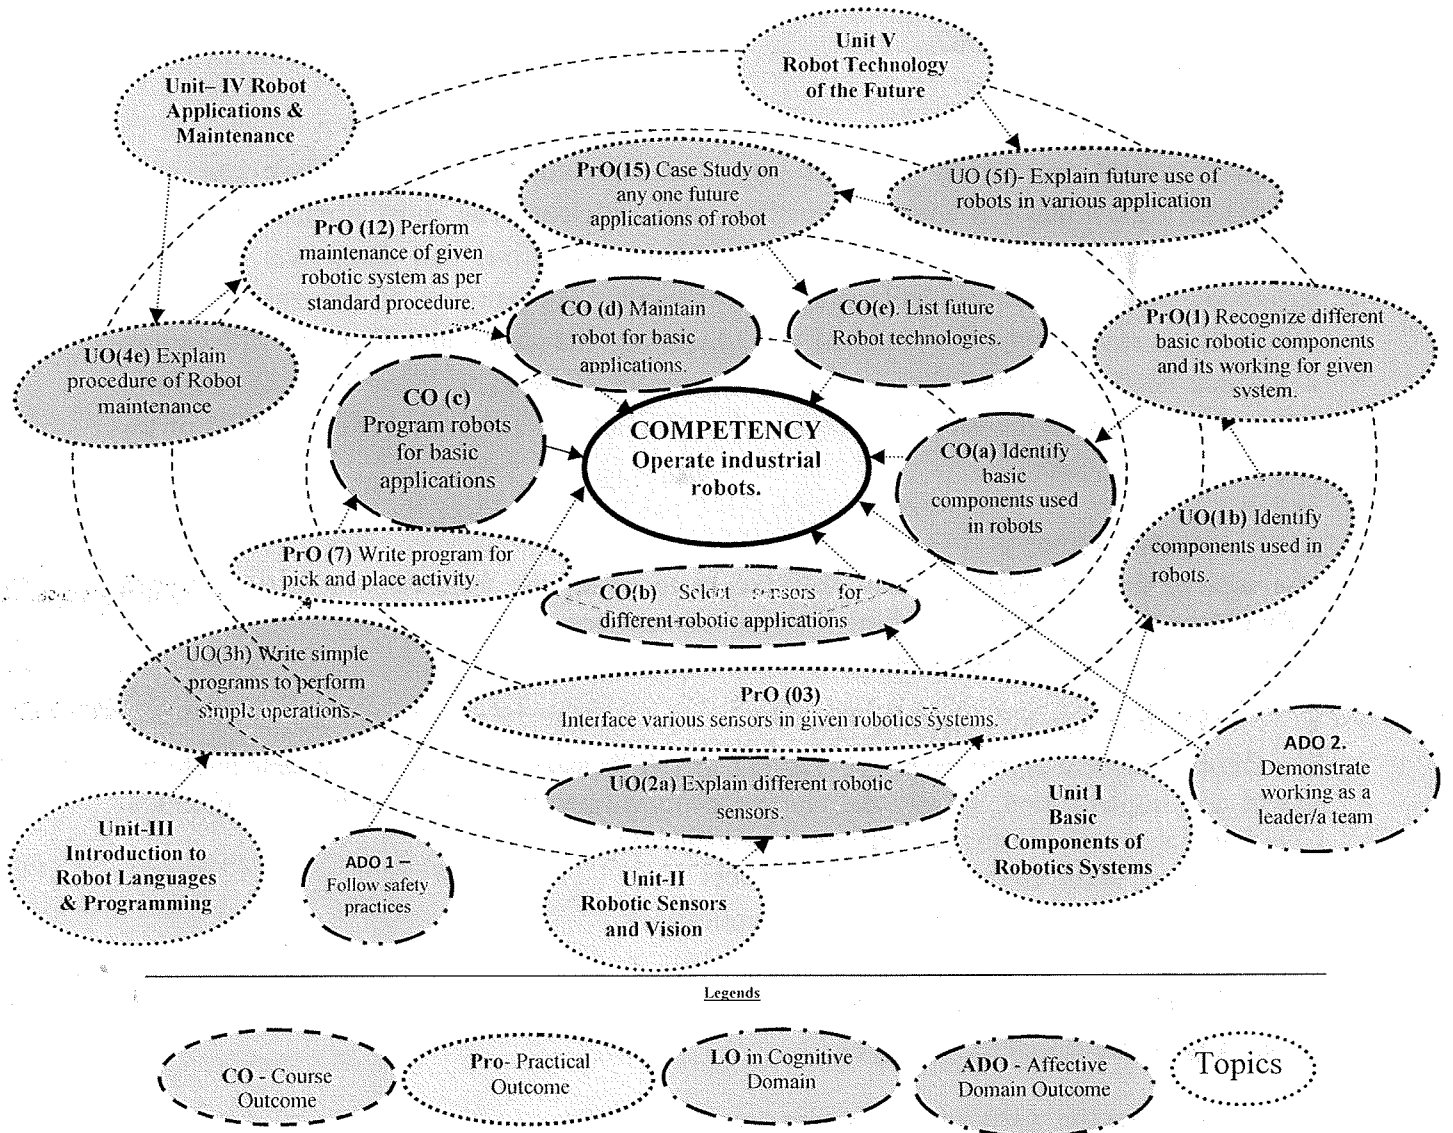 Unit V
Robot Technology
of the Future
Unit– IV Robot
Applications &
Maintenance
PrO(15) Case Study on
any one future
applications of robot
UO (5f)- Explain future use of
robots in various application
PrO (12) Perform
maintenance of given
robotic system as per
standard procedure.
CO (d) Maintain
robot for basic
applications.
CO(e). List future
Robot technologies.
PrO(1) Recognize different
basic robotic components
and its working for given
system.
UO(4e) Explain
procedure of Robot
maintenance
CO (c)
Program robots
for basic
applications
COMPETENCY
Operate industrial
robots.
CO(a) Identify
basic
components used
in robots
UO(1b) Identify
components used in
robots.
PrO (7) Write program for
pick and place activity.
CO(b) Select sensors for
different robotic applications
UO(3h) Write simple
programs to perform
simple operations.
PrO (03)
Interface various sensors in given robotics systems.
UO(2a) Explain different robotic
sensors.
ADO 2.
Demonstrate
working as a
leader/a team
Unit I
Basic
Components of
Robotics Systems
Unit-III
Introduction to
Robot Languages
& Programming
ADO 1 –
Follow safety
practices
Unit-II
Robotic Sensors
and Vision
Legends
CO - Course
Outcome
Pro- Practical
Outcome
LO in Cognitive
Domain
ADO - Affective
Domain Outcome
Topics